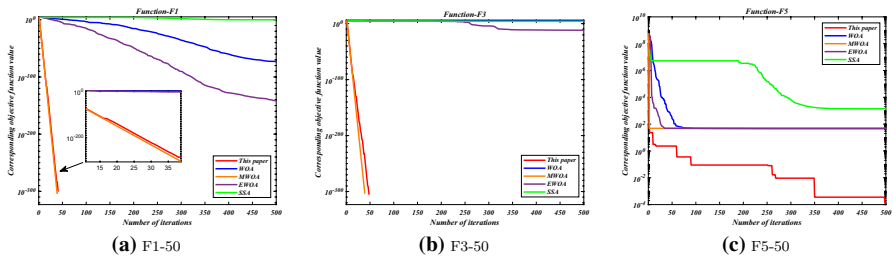 Function-F1
Corresponding objective function value
10^0
10^-100
10^-200
10^-300
10^0
10^-200
15 20 25 30 35
This paper
WOA
MWOA
EWOA
SSA
0 50 100 150 200 250 300 350 400 450 500
Number of iterations
(a) F1-50
Function-F3
Corresponding objective function value
10^0
10^-100
10^-200
10^-300
This paper
WOA
MWOA
EWOA
SSA
0 50 100 150 200 250 300 350 400 450 500
Number of iterations
(b) F3-50
Function-F5
Corresponding objective function value
10^10
10^8
10^6
10^4
10^2
10^0
10^-2
10^-4
This paper
WOA
MWOA
EWOA
SSA
0 50 100 150 200 250 300 350 400 450 500
Number of iterations
(c) F5-50